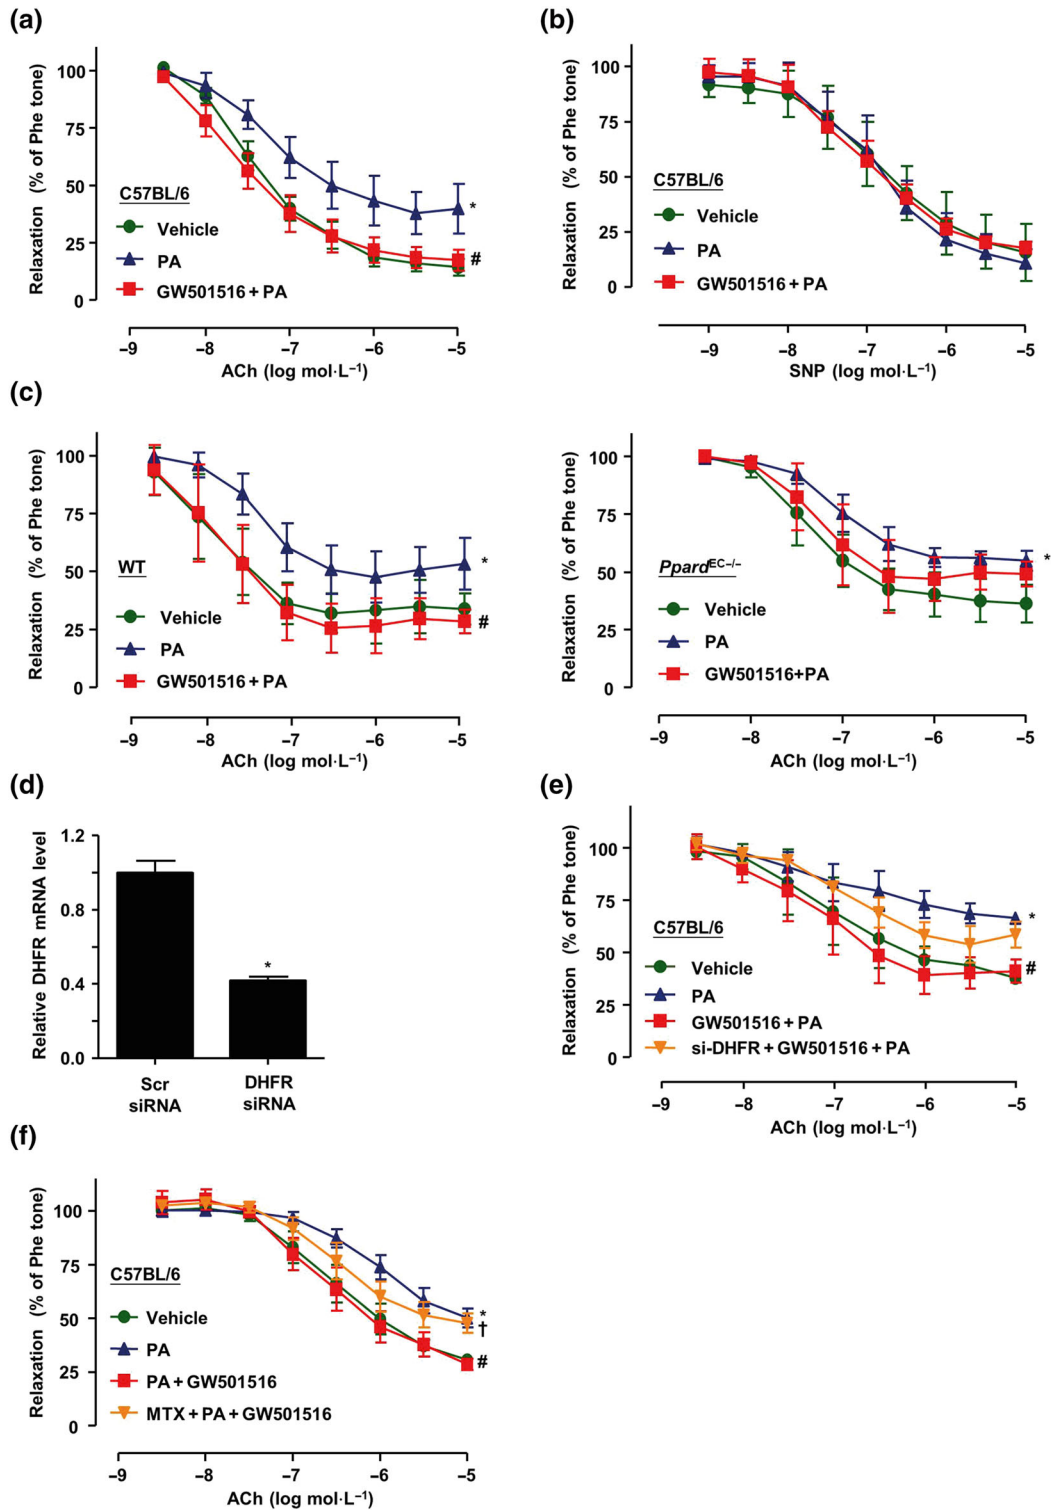 (a)
Relaxation (% of Phe tone)
100
75
50
25
0
C57BL/6
Vehicle
PA
GW501516 + PA
*
#
−9 −8 −7 −6 −5
ACh (log mol·L−1)
(b)
Relaxation (% of Phe tone)
100
75
50
25
0
C57BL/6
Vehicle
PA
GW501516 + PA
−9 −8 −7 −6 −5
SNP (log mol·L−1)
(c)
Relaxation (% of Phe tone)
100
75
50
25
0
WT
Vehicle
PA
GW501516 + PA
*
#
−9 −8 −7 −6 −5
ACh (log mol·L−1)
Relaxation (% of Phe tone)
100
75
50
25
0
PpardEC−/−
Vehicle
PA
GW501516+PA
*
−9 −8 −7 −6 −5
ACh (log mol·L−1)
(d)
Relative DHFR mRNA level
1.2
0.8
0.4
0.0
*
Scr
siRNA
DHFR
siRNA
(e)
Relaxation (% of Phe tone)
100
75
50
25
0
C57BL/6
Vehicle
PA
GW501516 + PA
si-DHFR + GW501516 + PA
*
#
−9 −8 −7 −6 −5
ACh (log mol·L−1)
(f)
Relaxation (% of Phe tone)
100
75
50
25
0
C57BL/6
Vehicle
PA
PA + GW501516
MTX + PA + GW501516
*
†
#
−9 −8 −7 −6 −5
ACh (log mol·L−1)